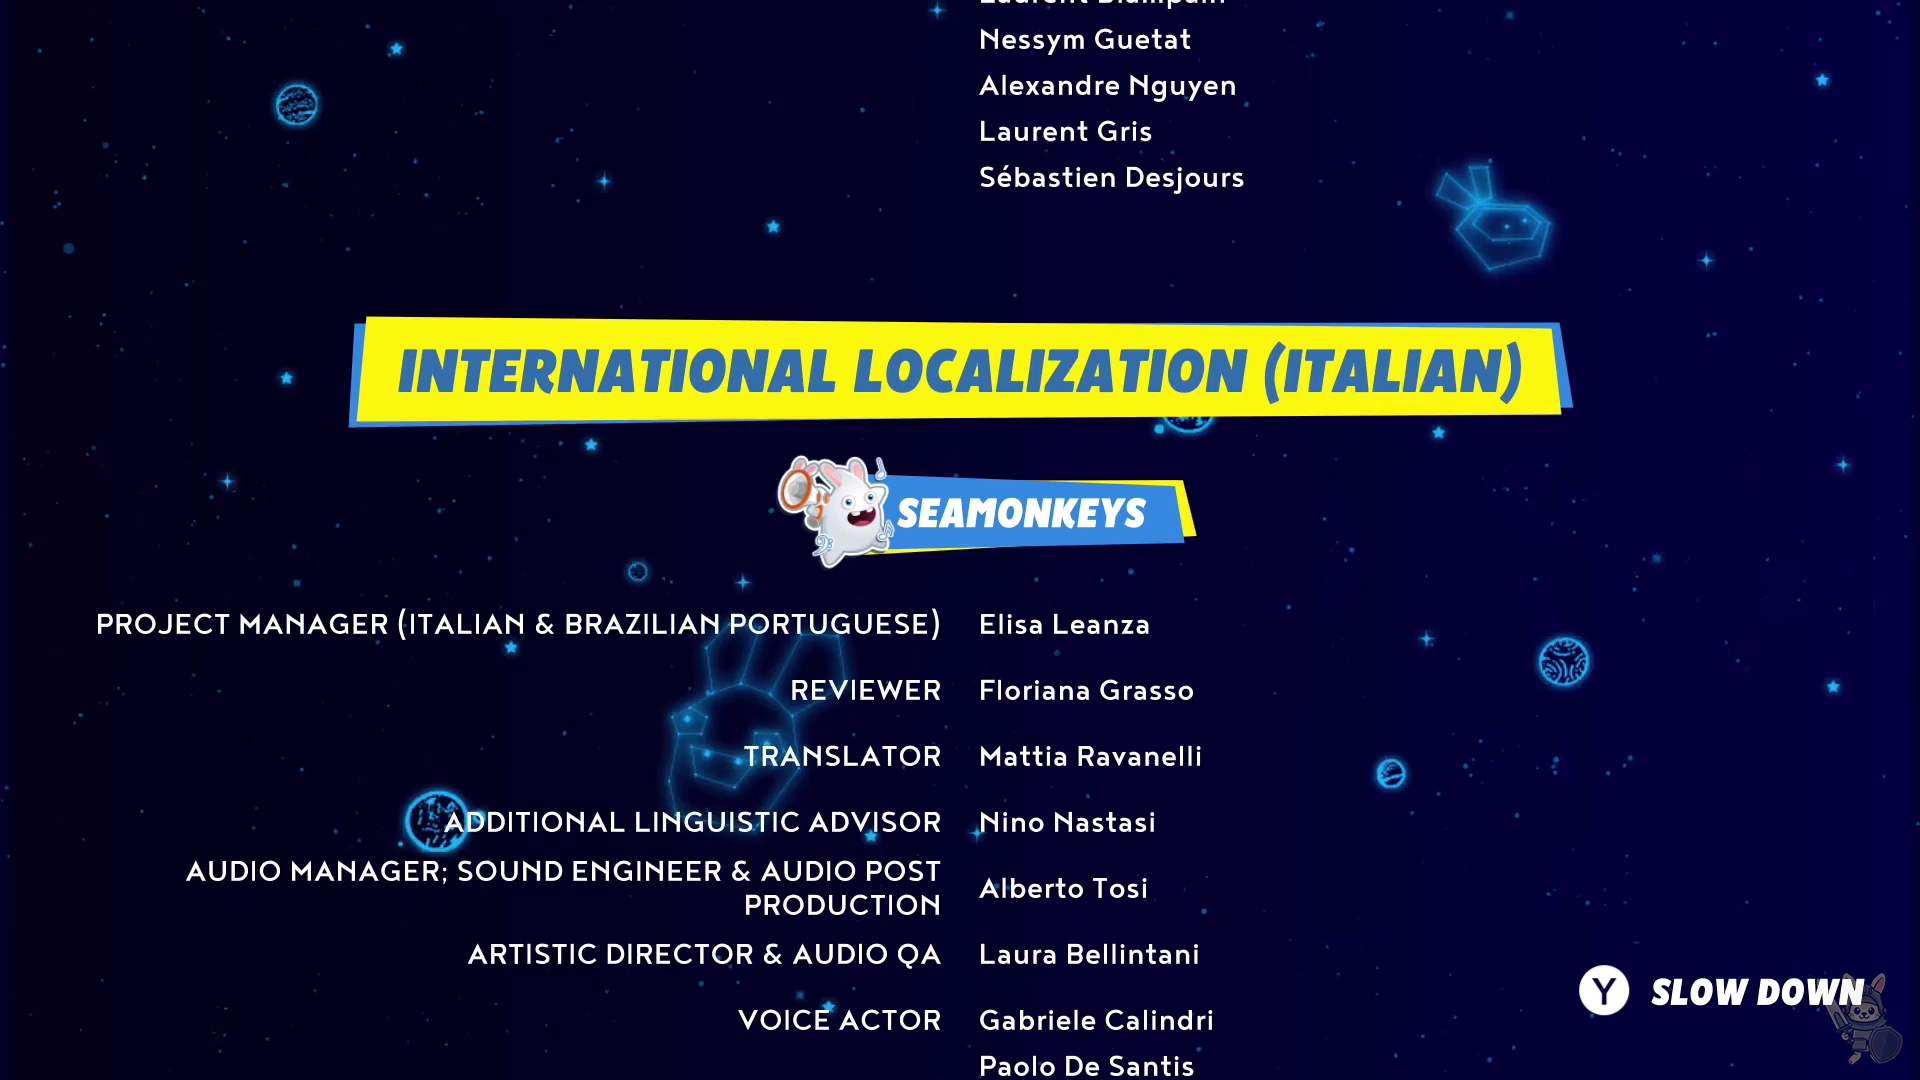 Nessym Guetat
Alexandre Nguyen
Laurent Gris
Sébastien Desjours
INTERNATIONAL LOCALIZATION (ITALIAN)
SEAMONKEYS
PROJECT MANAGER (ITALIAN & BRAZILIAN PORTUGUESE) Elisa Leanza
REVIEWER Floriana Grasso
TRANSLATOR Mattia Ravanelli
ADDITIONAL LINGUISTIC ADVISOR Nino Nastasi
AUDIO MANAGER; SOUND ENGINEER & AUDIO POST
PRODUCTION Alberto Tosi
ARTISTIC DIRECTOR & AUDIO QA Laura Bellintani
VOICE ACTOR Gabriele Calindri
Paolo De Santis
Y SLOW DOWN